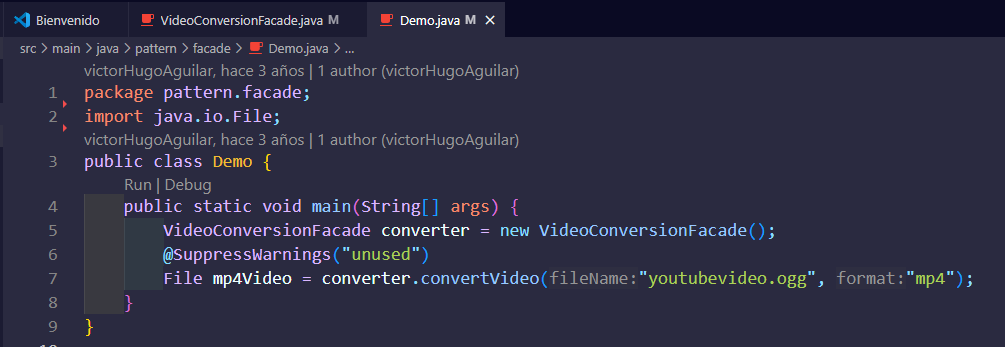 Bienvenido VideoConversionFacade.java M Demo.java M ×
src > main > java > pattern > facade > Demo.java > ...
victorHugoAguilar, hace 3 años | 1 author (victorHugoAguilar)
1 package pattern.facade;
2 import java.io.File;
victorHugoAguilar, hace 3 años | 1 author (victorHugoAguilar)
3 public class Demo {
Run | Debug
4 public static void main(String[] args) {
5 VideoConversionFacade converter = new VideoConversionFacade();
6 @SuppressWarnings("unused")
7 File mp4Video = converter.convertVideo(fileName:"youtubevideo.ogg", format:"mp4");
8 }
9 }
10